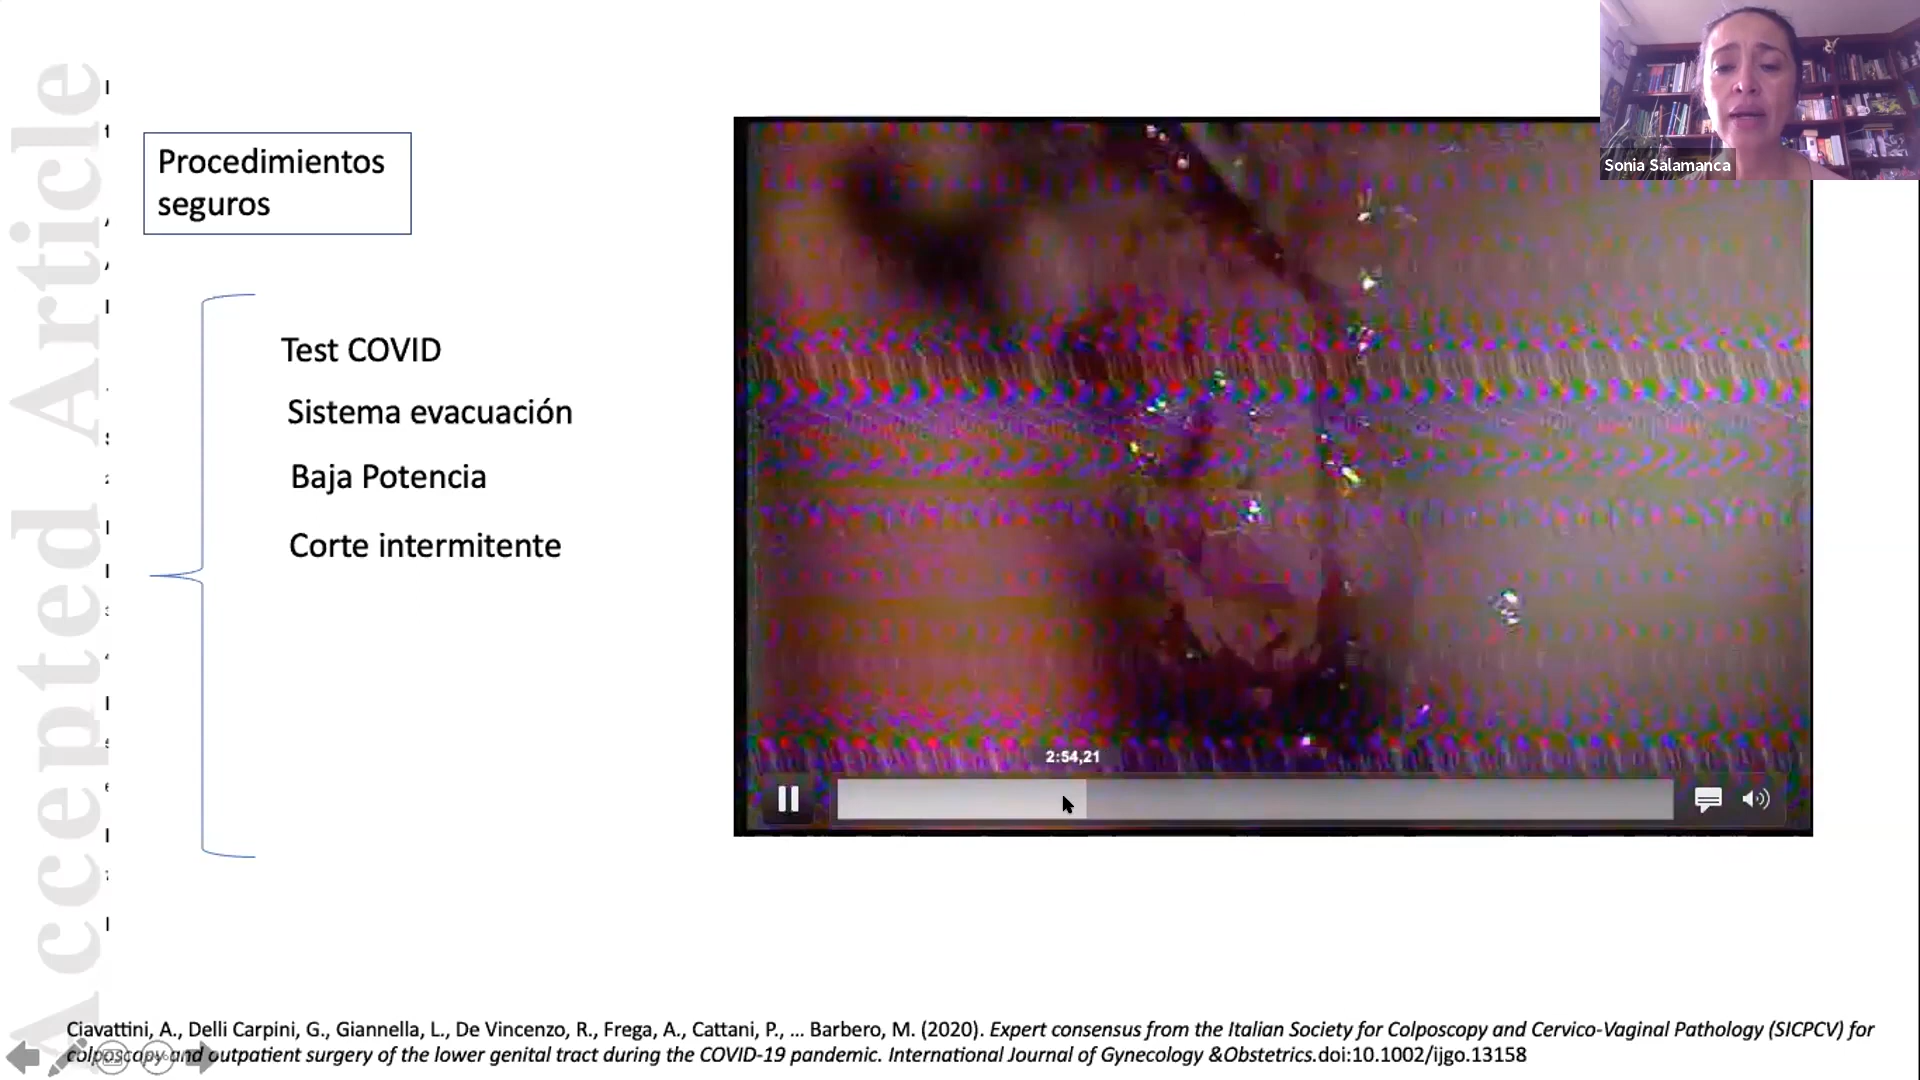 Accepted Article
Procedimientos
seguros
Test COVID
Sistema evacuación
Baja Potencia
Corte intermitente
Sonia Salamanca
2:54,21
Ciavattini, A., Delli Carpini, G., Giannella, L., De Vincenzo, R., Frega, A., Cattani, P., ... Barbero, M. (2020). Expert consensus from the Italian Society for Colposcopy and Cervico-Vaginal Pathology (SICPCV) for
colposcopy and outpatient surgery of the lower genital tract during the COVID-19 pandemic. International Journal of Gynecology &Obstetrics.doi:10.1002/ijgo.13158